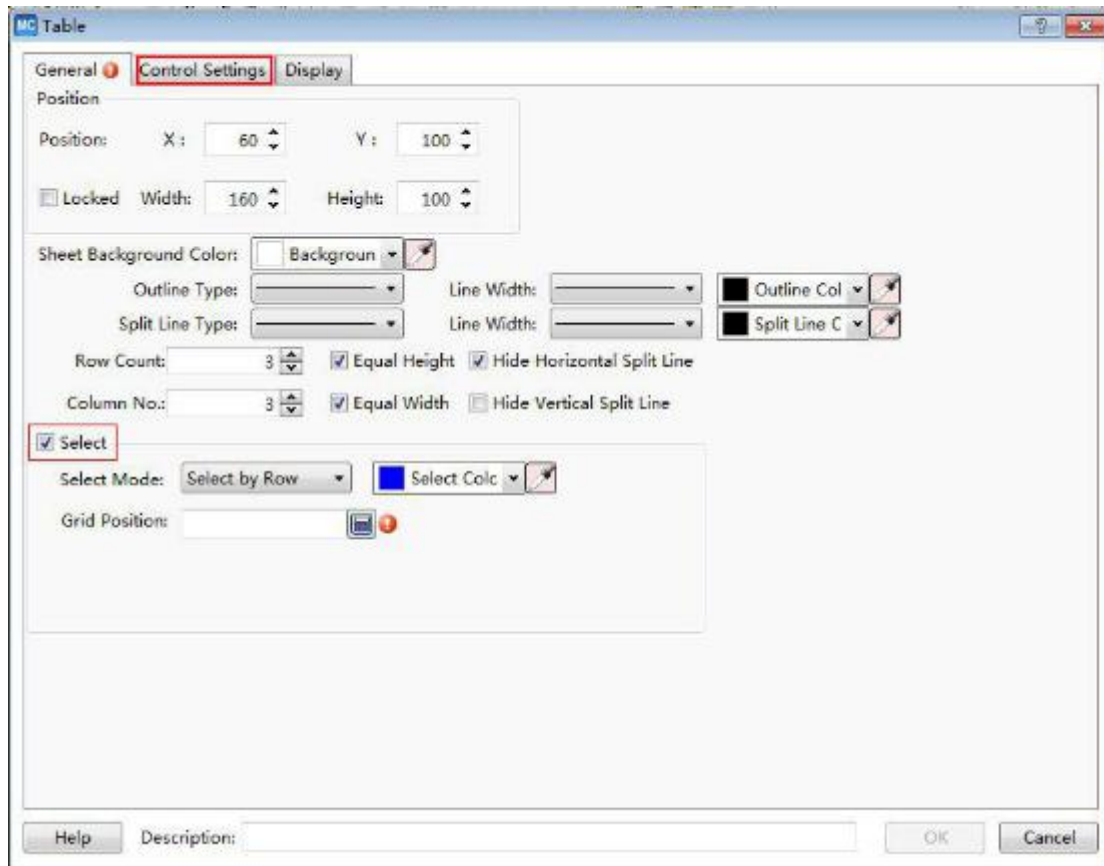 MC Table
General Control Settings Display
Position
Position: X: 60 Y: 100
Locked Width: 160 Height: 100
Sheet Background Color: Backgroun
Outline Type: Line Width: Outline Col
Split Line Type: Line Width: Split Line C
Row Count: 3 Equal Height Hide Horizontal Split Line
Column No.: 3 Equal Width Hide Vertical Split Line
Select
Select Mode: Select by Row Select Colc
Grid Position:
Help Description: OK Cancel